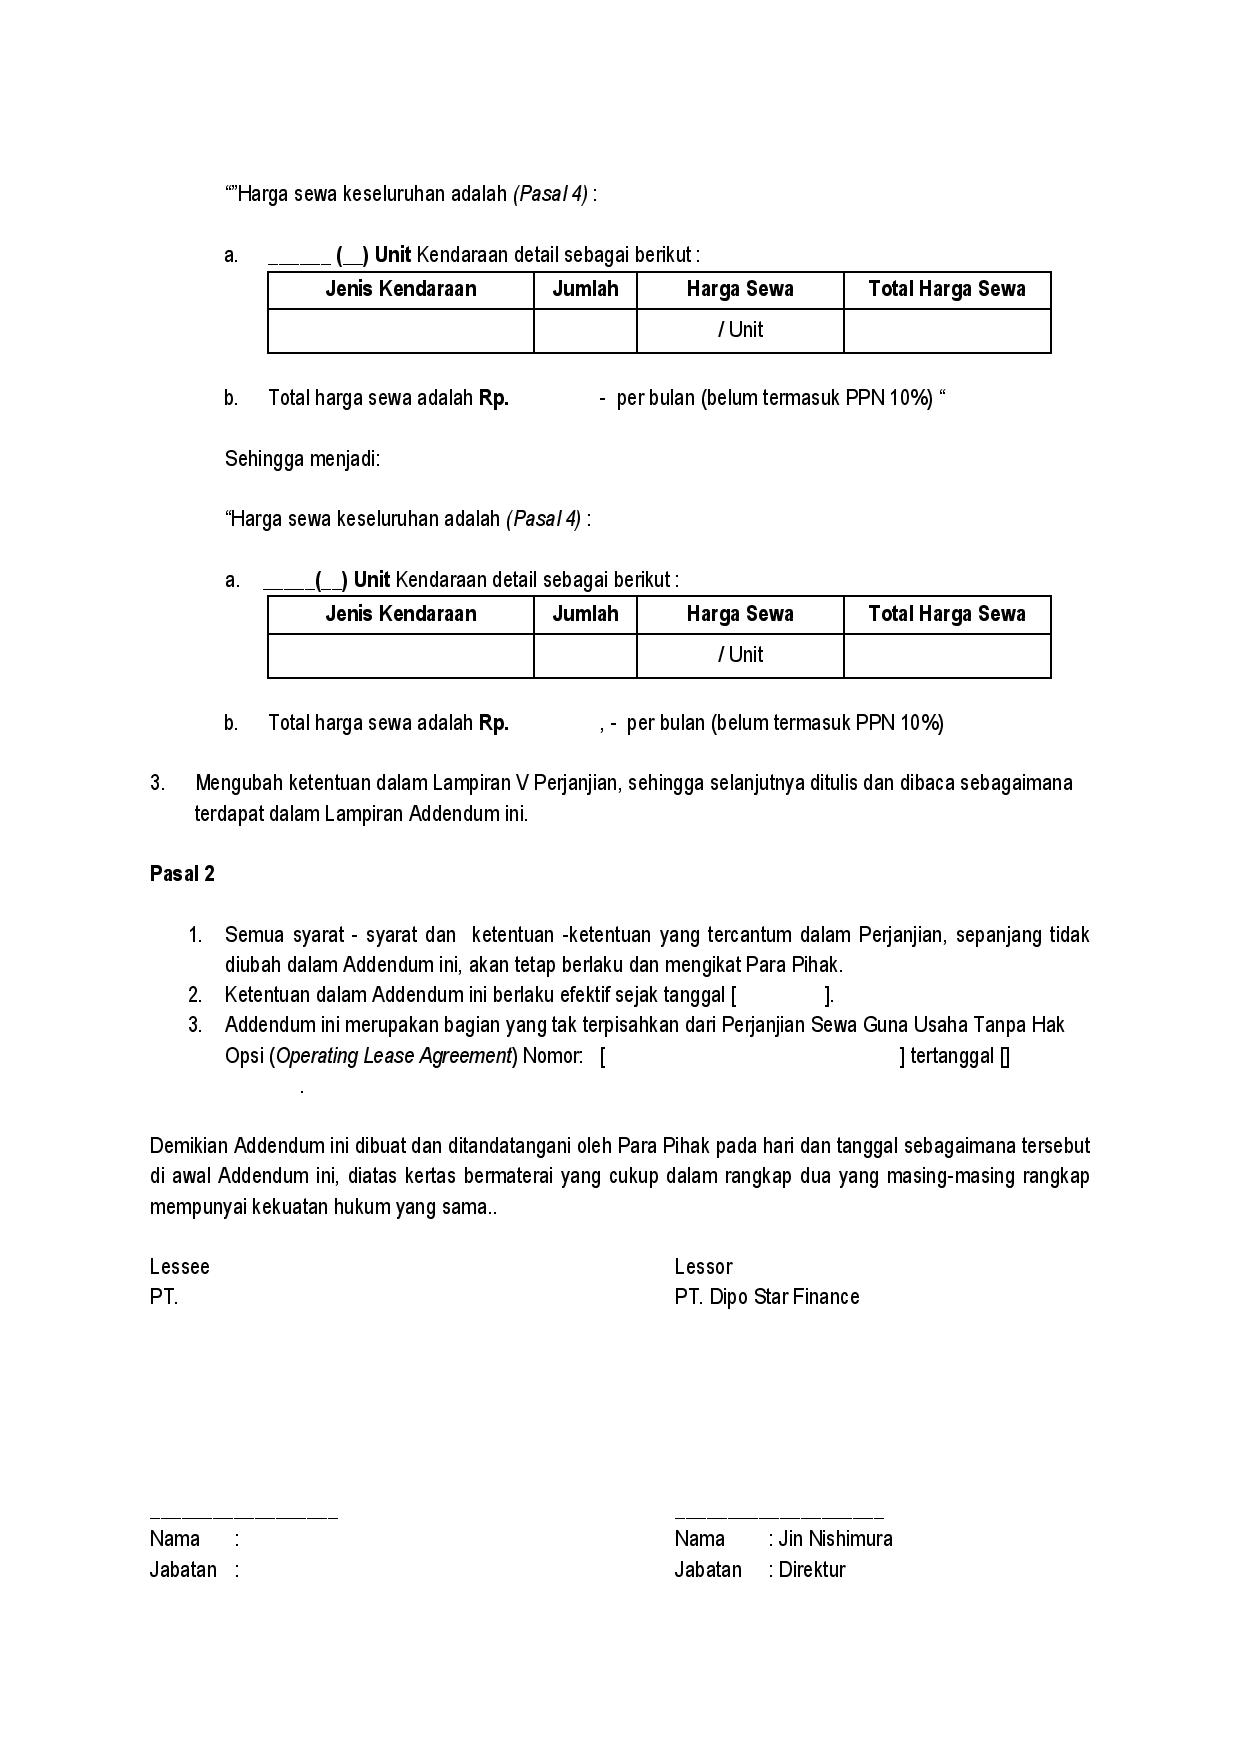 “”Harga sewa keseluruhan adalah (Pasal 4) :
a. ______ (__) Unit Kendaraan detail sebagai berikut :
Jenis Kendaraan Jumlah Harga Sewa Total Harga Sewa
/ Unit
b. Total harga sewa adalah Rp. - per bulan (belum termasuk PPN 10%) “
Sehingga menjadi:
“Harga sewa keseluruhan adalah (Pasal 4) :
a. _____(__) Unit Kendaraan detail sebagai berikut :
Jenis Kendaraan Jumlah Harga Sewa Total Harga Sewa
/ Unit
b. Total harga sewa adalah Rp. , - per bulan (belum termasuk PPN 10%)
3. Mengubah ketentuan dalam Lampiran V Perjanjian, sehingga selanjutnya ditulis dan dibaca sebagaimana
terdapat dalam Lampiran Addendum ini.
Pasal 2
1. Semua syarat - syarat dan ketentuan -ketentuan yang tercantum dalam Perjanjian, sepanjang tidak
diubah dalam Addendum ini, akan tetap berlaku dan mengikat Para Pihak.
2. Ketentuan dalam Addendum ini berlaku efektif sejak tanggal [ ].
3. Addendum ini merupakan bagian yang tak terpisahkan dari Perjanjian Sewa Guna Usaha Tanpa Hak
Opsi (Operating Lease Agreement) Nomor: [ ] tertanggal []
.
Demikian Addendum ini dibuat dan ditandatangani oleh Para Pihak pada hari dan tanggal sebagaimana tersebut
di awal Addendum ini, diatas kertas bermaterai yang cukup dalam rangkap dua yang masing-masing rangkap
mempunyai kekuatan hukum yang sama..
Lessee Lessor
PT. PT. Dipo Star Finance
__________________ ____________________
Nama : Nama : Jin Nishimura
Jabatan : Jabatan : Direktur